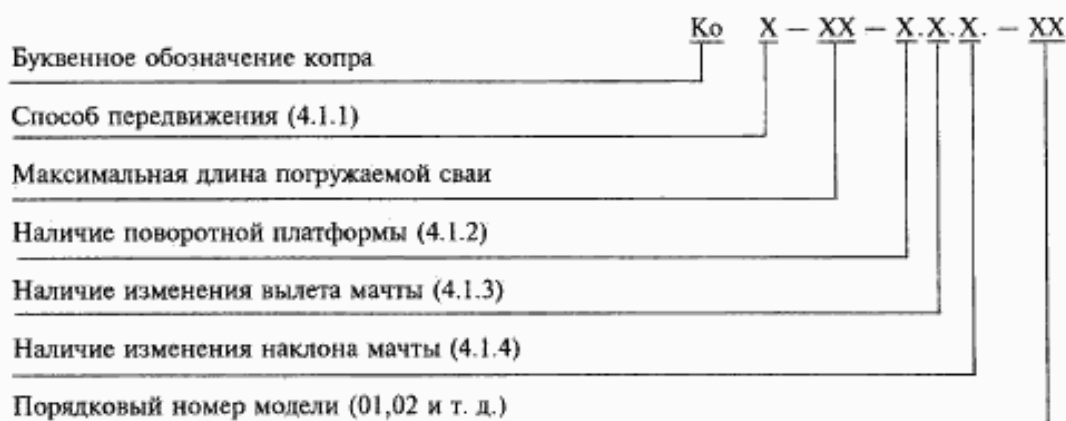 Ко X – XX – X.X.X. – XX
Буквенное обозначение копра
Способ передвижения (4.1.1)
Максимальная длина погружаемой сваи
Наличие поворотной платформы (4.1.2)
Наличие изменения вылета мачты (4.1.3)
Наличие изменения наклона мачты (4.1.4)
Порядковый номер модели (01,02 и т. д.)